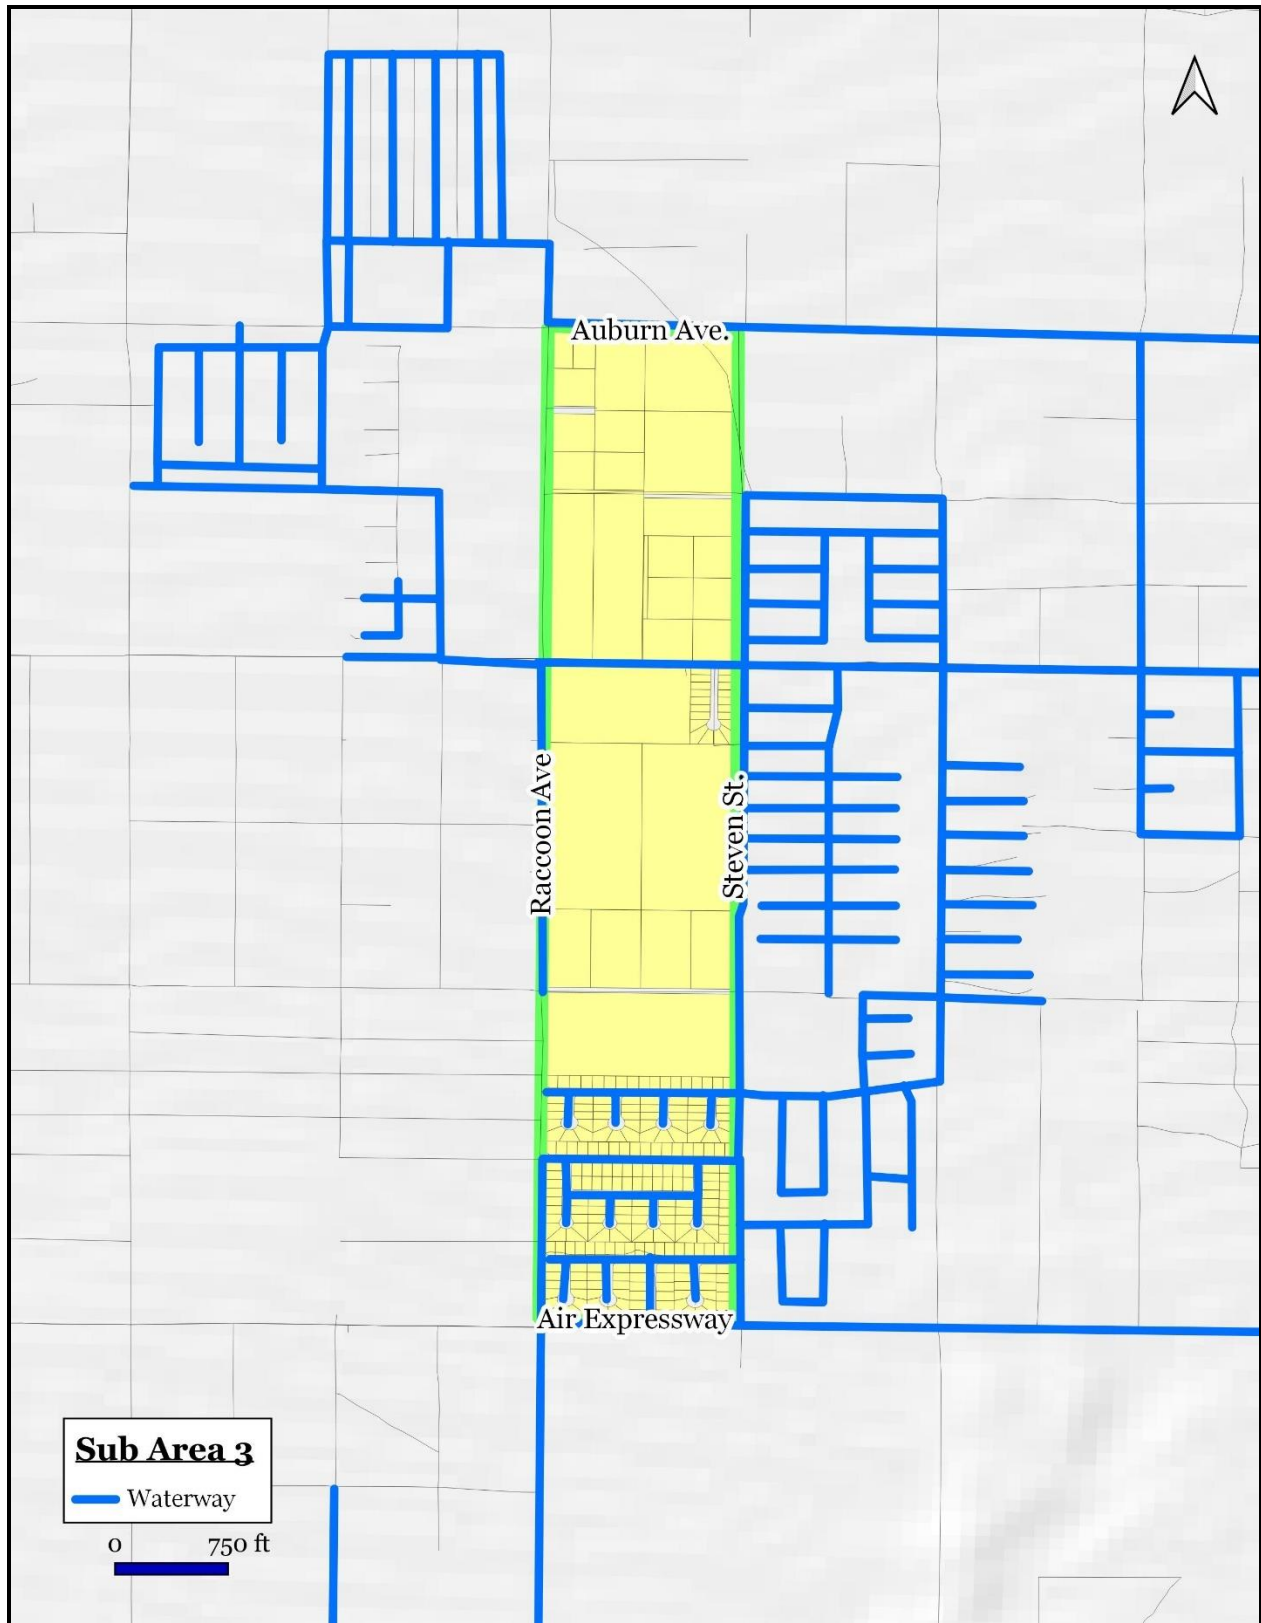 Auburn Ave.
Raccoon Ave
Steven St.
Air Expressway
Sub Area 3
Waterway
0 750 ft